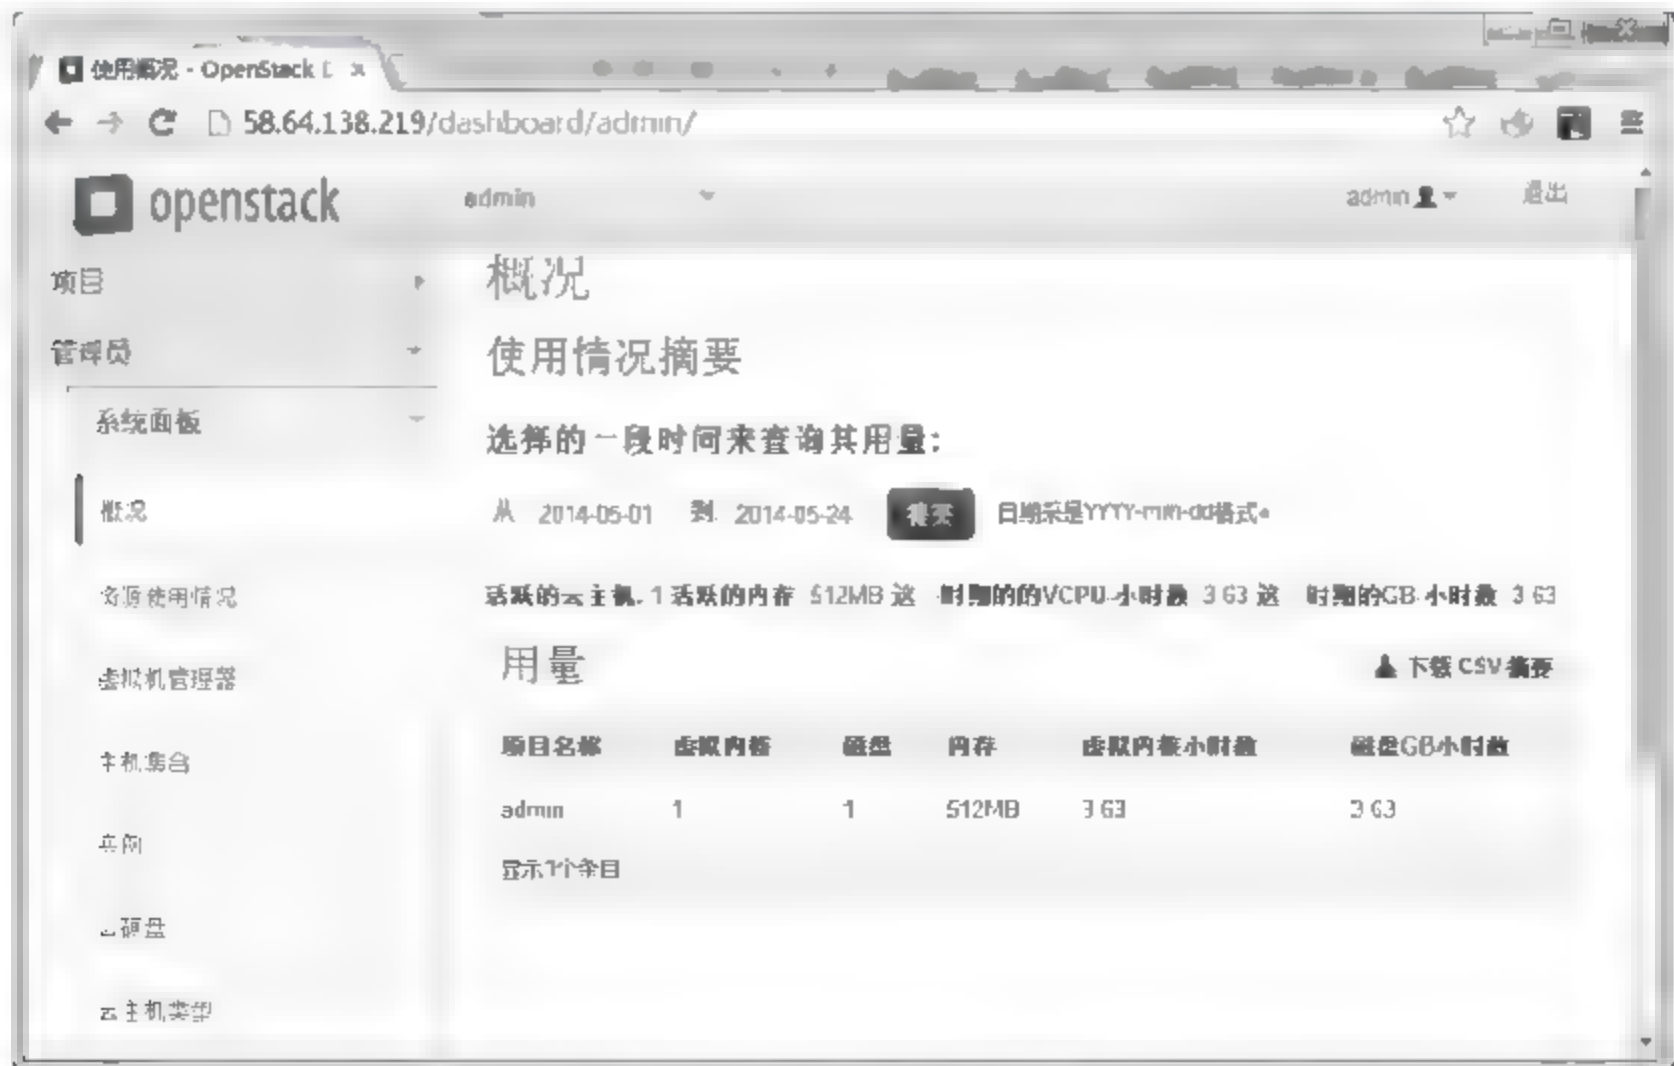 使用概况 - OpenStack D
58.64.138.219/dashboard/admin/
openstack
admin
admin
退出
项目
管理员
系统面板
概况
资源使用情况
虚拟机管理器
主机集合
云硬盘
云主机类型
概况
使用情况摘要
选择的一段时间来查询其用量:
从 2014-05-01 到 2014-05-24 提交 日期采是YYYY-mm-dd格式。
活跃的云主机. 1 活跃的内存 512MB 这 时期的的VCPU-小时数 3 63 这 时期的GB-小时数 3 63
用量
下载 CSV 摘要
项目名称 虚拟内核 磁盘 内存 虚拟内核小时数 磁盘GB小时数
admin 1 1 512MB 3 63 3 63
显示 1个条目